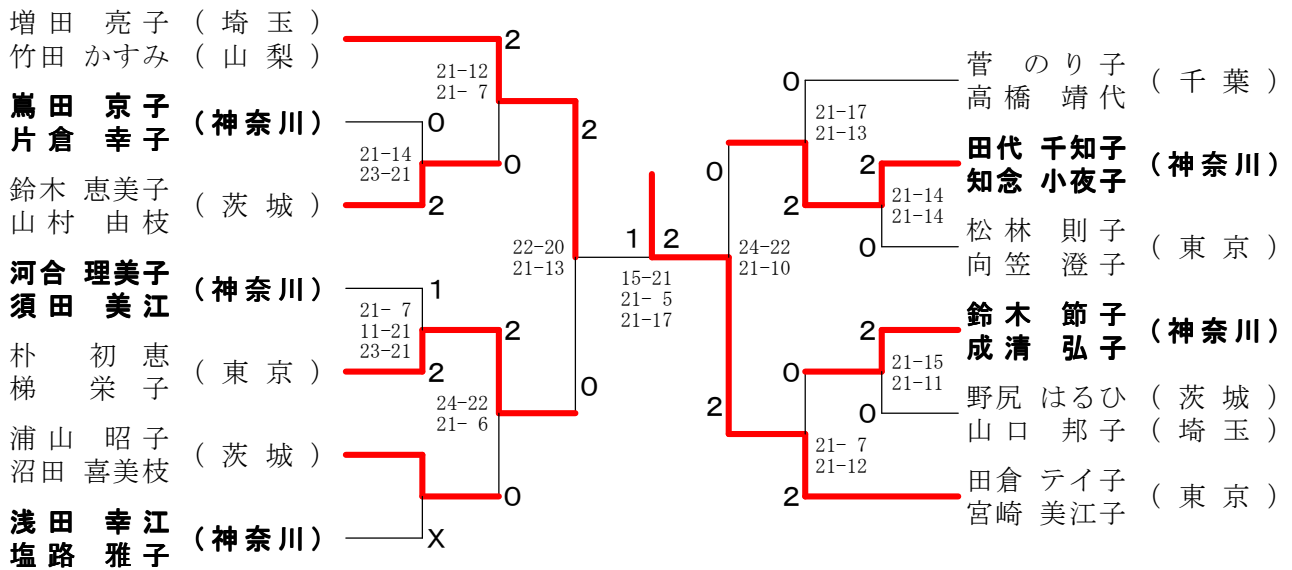 増田 亮子 （ 埼 玉 ）
竹田 かすみ （ 山 梨 ）
2
21-12
21- 7
嶌田 京子
片倉 幸子
（神奈川）
0
21-14
23-21
0
2
鈴木 恵美子
山村 由枝
（ 茨 城 ）
2
22-20
21-13
河合 理美子
須田 美江
（神奈川）
1
21- 7
11-21
23-21
2
朴 初恵
梯 栄子
（ 東 京 ）
2
24-22
21- 6
0
浦山 昭子
沼田 喜美枝
（ 茨 城 ）
0
浅田 幸江
塩路 雅子
（神奈川）
X
1 2
15-21
21- 5
21-17
0
菅 のり子
高橋 靖代
（ 千 葉 ）
21-17
21-13
0
田代 千知子
知念 小夜子
（神奈川）
2
2
21-14
21-14
松林 則子
向笠 澄子
（ 東 京 ）
0
24-22
21-10
鈴木 節子
成清 弘子
（神奈川）
2
0
21-15
21-11
2
野尻 はるひ （ 茨 城 ）
山口 邦子 （ 埼 玉 ）
0
21- 7
21-12
田倉 テイ子
宮崎 美江子
（ 東 京 ）
2